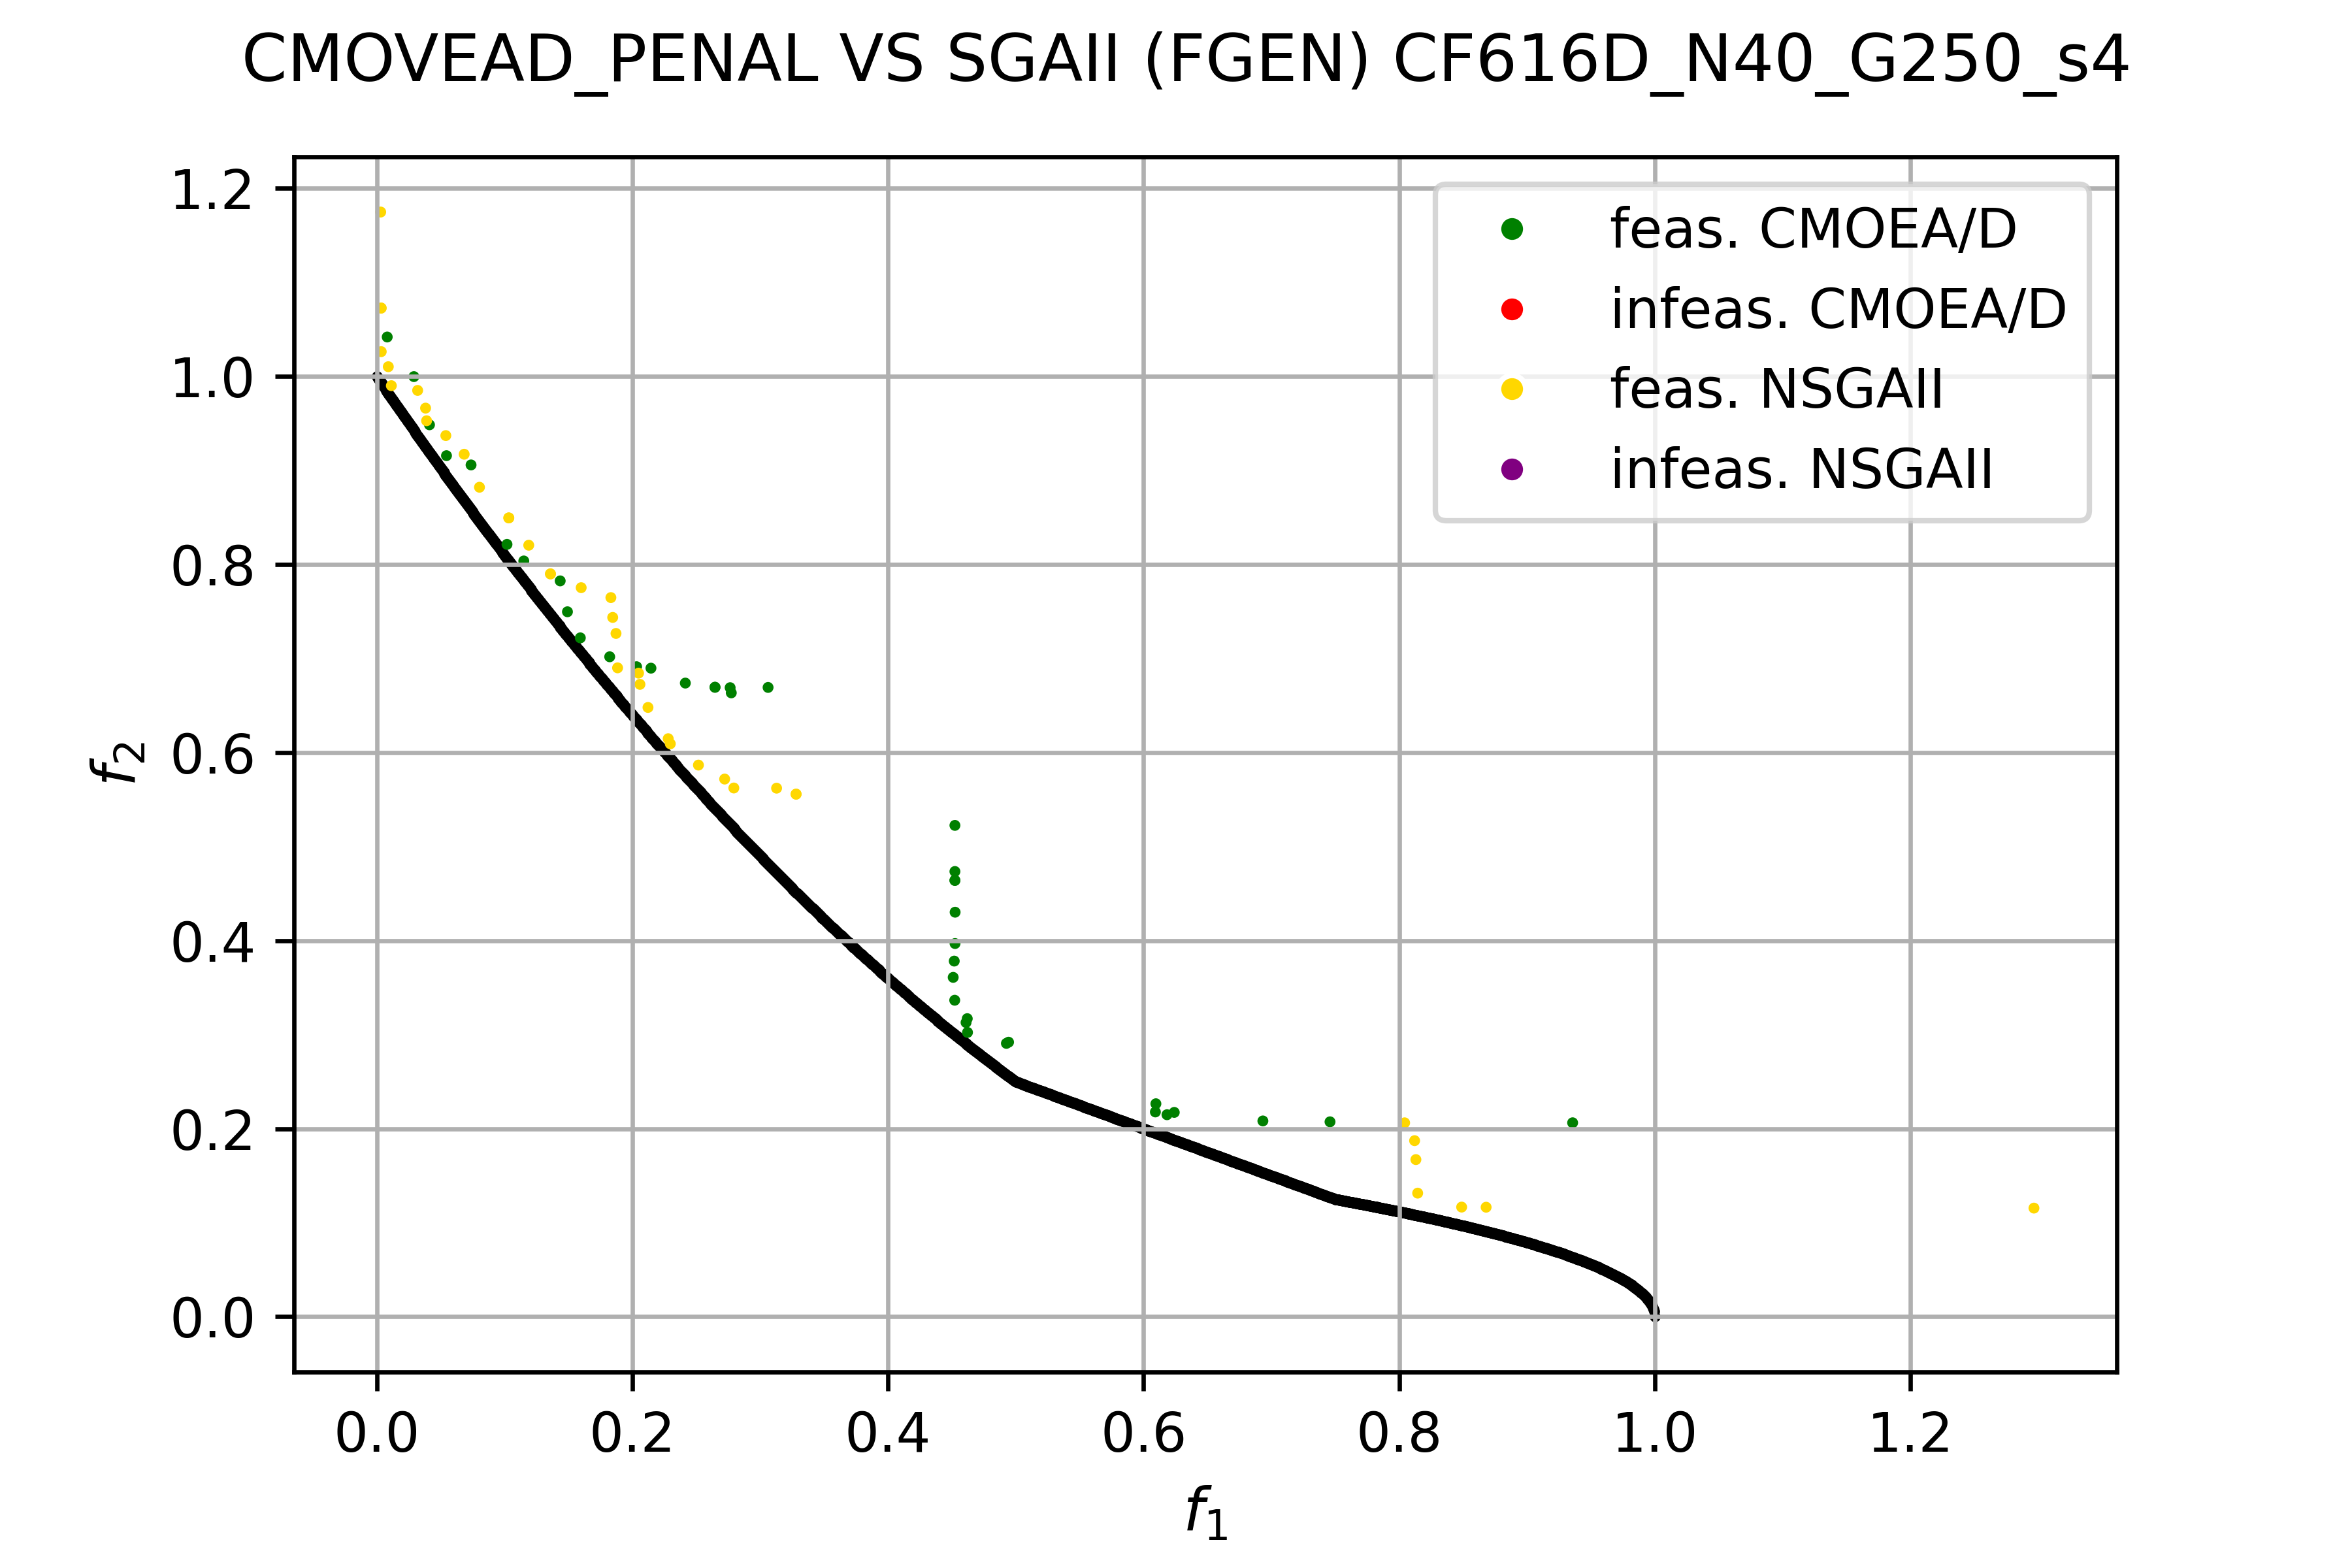 CMOVEAD_PENAL VS SGAII (FGEN) CF616D_N40_G250_s4
1.2
1.0
0.8
0.6
0.4
0.2
0.0
f2
feas. CMOEA/D
infeas. CMOEA/D
feas. NSGAII
infeas. NSGAII
0.0 0.2 0.4 0.6 0.8 1.0 1.2
f1